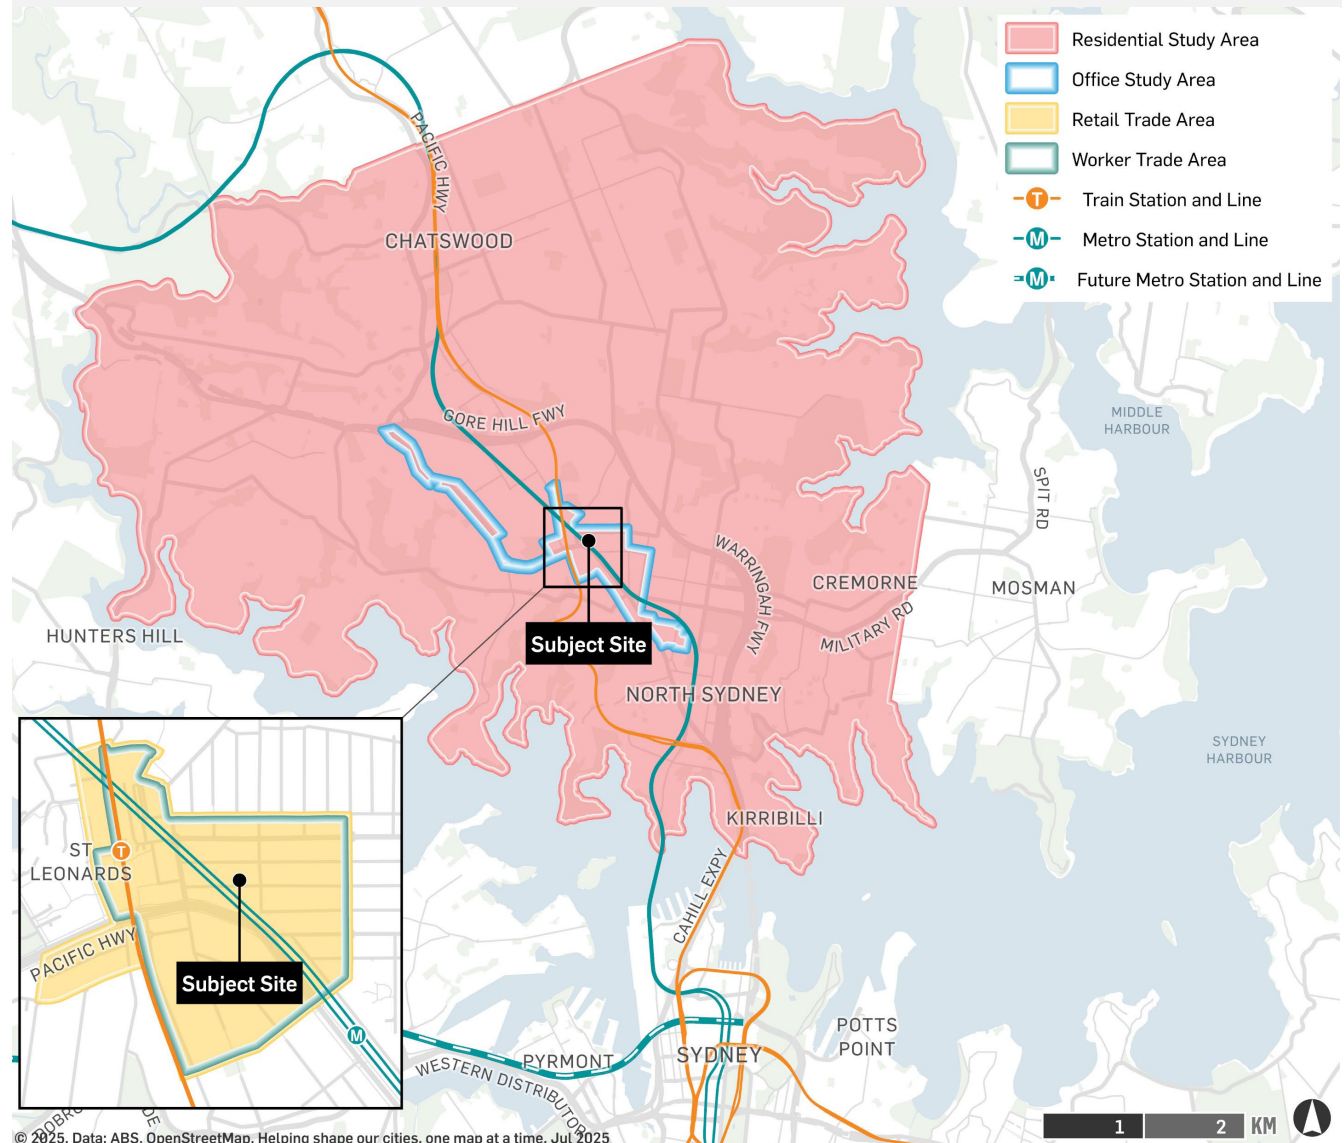 Residential Study Area
Office Study Area
Retail Trade Area
Worker Trade Area
T
Train Station and Line
M
Metro Station and Line
M
Future Metro Station and Line
PACIFIC HWY
CHATSWOOD
GORE HILL FWY
MIDDLE
HARBOUR
SPIT RD
WARRINGAH FWY
CREMORNE
MOSMAN
MILITARY RD
HUNTERS HILL
Subject Site
NORTH SYDNEY
SYDNEY
HARBOUR
KIRRIBILLI
ST
LEONARDS
T
PACIFIC HWY
Subject Site
M
CAHILL EXPY
POTTS
POINT
PYRMONT
SYDNEY
WESTERN DISTRIBUTOR
1 2 KM
© 2025. Data: ABS, OpenStreetMap. Helping shape our cities, one map at a time. Jul 2025